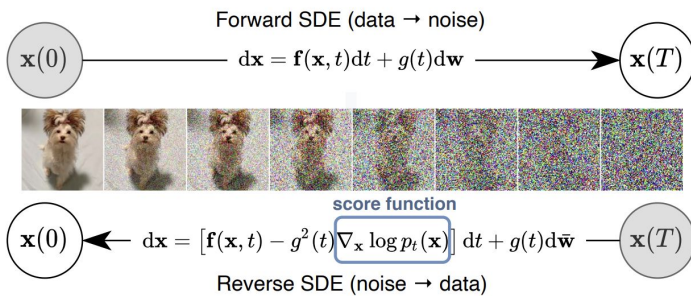 Forward SDE (data → noise)
x(0) dx = f(x, t)dt + g(t)dw x(T)
score function
x(0) dx = [f(x, t) − g²(t)∇ₓ log pₜ(x)] dt + g(t)dw̄ x(T)
Reverse SDE (noise → data)